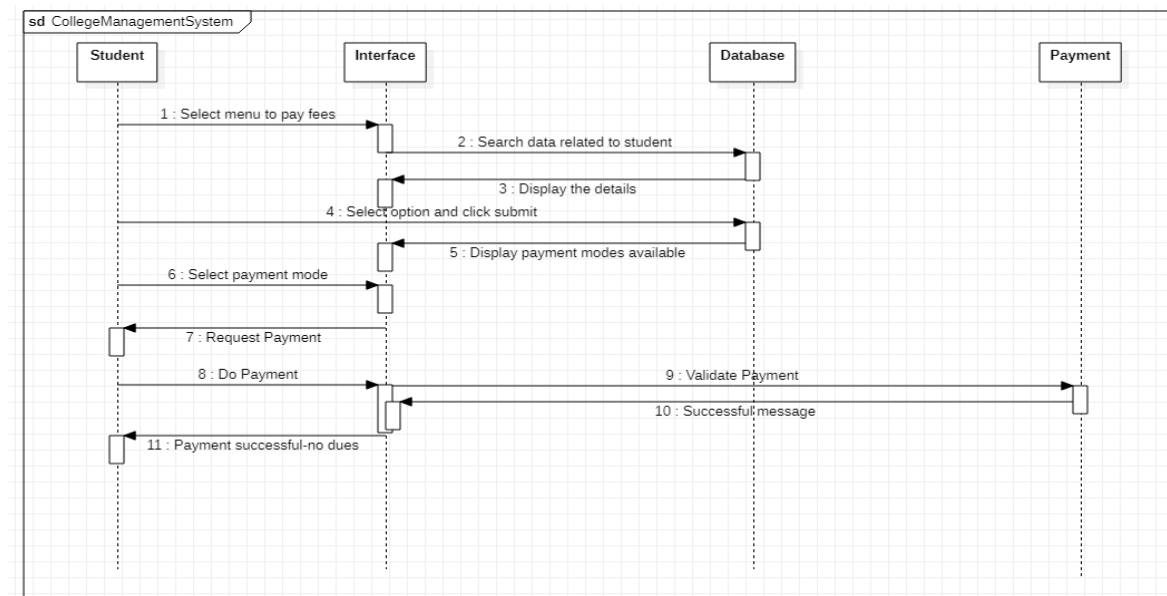 sd CollegeManagementSystem
Student
Interface
Database
Payment
1 : Select menu to pay fees
2 : Search data related to student
3 : Display the details
4 : Select option and click submit
5 : Display payment modes available
6 : Select payment mode
7 : Request Payment
8 : Do Payment
9 : Validate Payment
10 : Successful message
11 : Payment successful-no dues